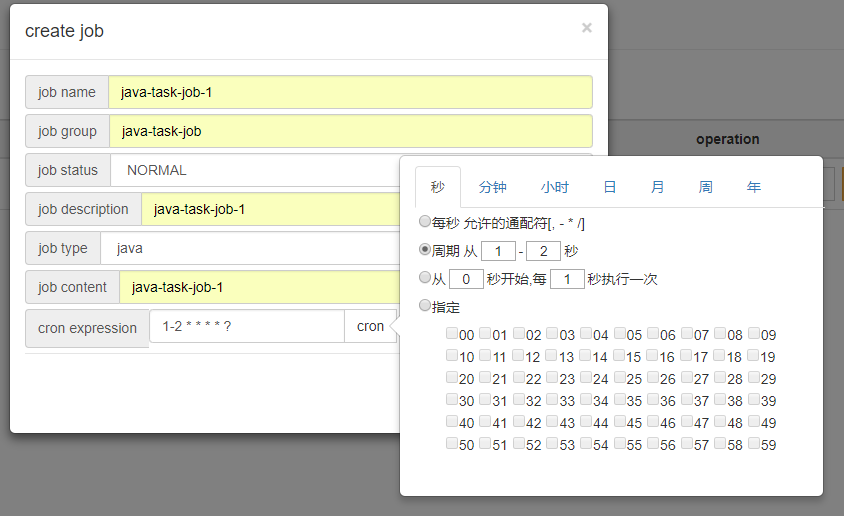 create job ×
job name java-task-job-1
job group java-task-job
operation
job status NORMAL
job description java-task-job-1
job type java
job content java-task-job-1
cron expression 1-2 * * * * ? cron
秒 分钟 小时 日 月 周 年
每秒 允许的通配符[, - * /]
周期 从 1 - 2 秒
从 0 秒开始,每 1 秒执行一次
指定
00 01 02 03 04 05 06 07 08 09
10 11 12 13 14 15 16 17 18 19
20 21 22 23 24 25 26 27 28 29
30 31 32 33 34 35 36 37 38 39
40 41 42 43 44 45 46 47 48 49
50 51 52 53 54 55 56 57 58 59